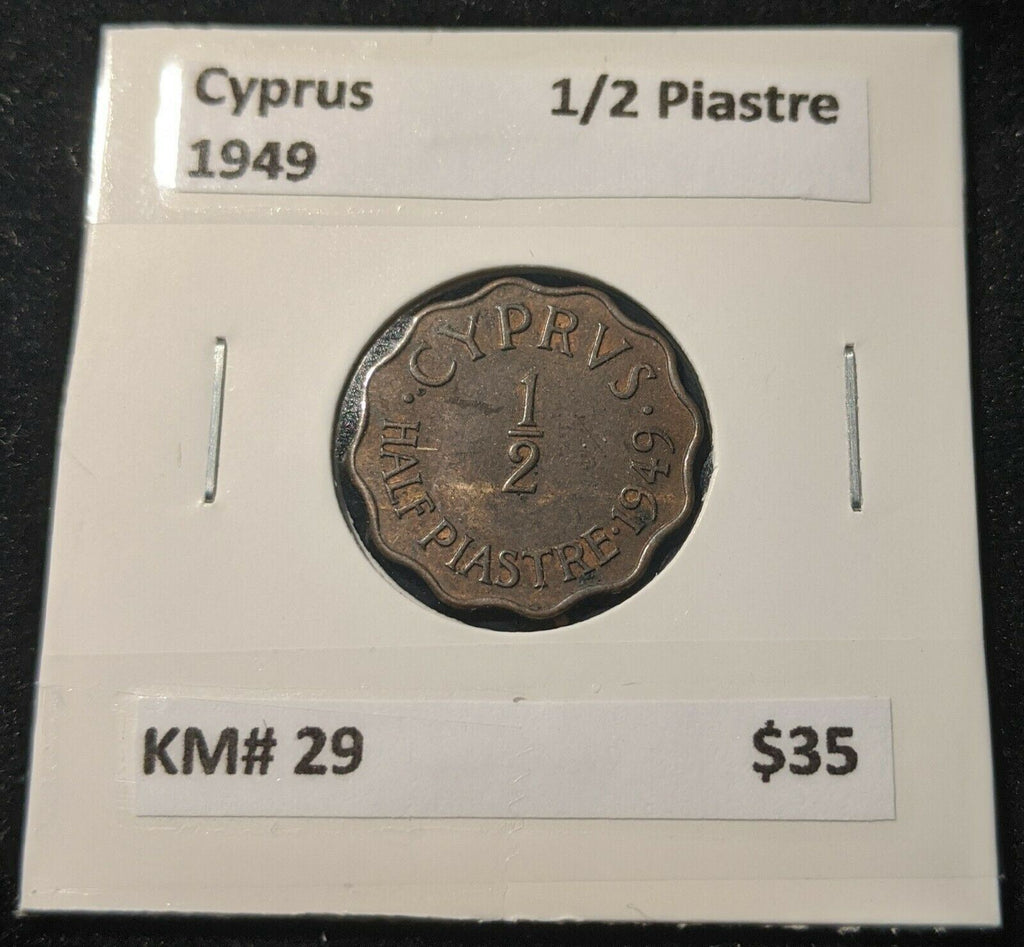 Cyprus 1/2 Piastre
1949
·CYPRVS·
1
2
HALF PIASTRE·1949
KM# 29 $35